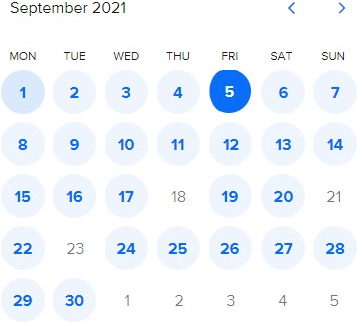 September 2021
MON TUE WED THU FRI SAT SUN
1 2 3 4 5 6 7
8 9 10 11 12 13 14
15 16 17 18 19 20 21
22 23 24 25 26 27 28
29 30 1 2 3 4 5